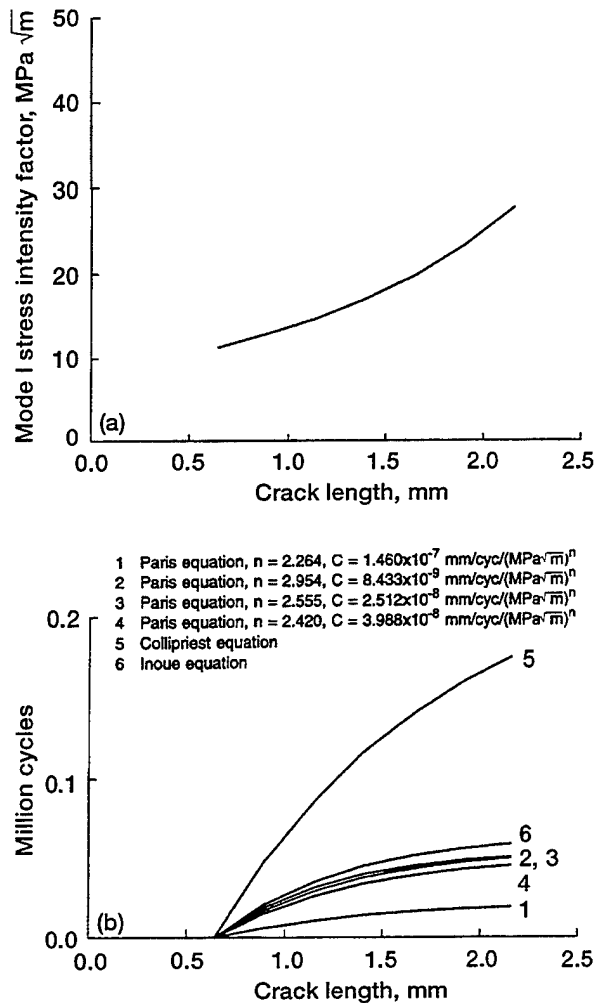 Mode I stress intensity factor, MPa √m
50
40
30
20
10
0
(a)
0.0 0.5 1.0 1.5 2.0 2.5
Crack length, mm
1 Paris equation, n = 2.264, C = 1.460x10⁻⁷ mm/cyc/(MPa√m)ⁿ
2 Paris equation, n = 2.954, C = 8.433x10⁻⁹ mm/cyc/(MPa√m)ⁿ
3 Paris equation, n = 2.555, C = 2.512x10⁻⁸ mm/cyc/(MPa√m)ⁿ
4 Paris equation, n = 2.420, C = 3.988x10⁻⁸ mm/cyc/(MPa√m)ⁿ
5 Collipriest equation
6 Inoue equation
Million cycles
0.2
0.1
0.0
5
6
2, 3
4
1
(b)
0.0 0.5 1.0 1.5 2.0 2.5
Crack length, mm